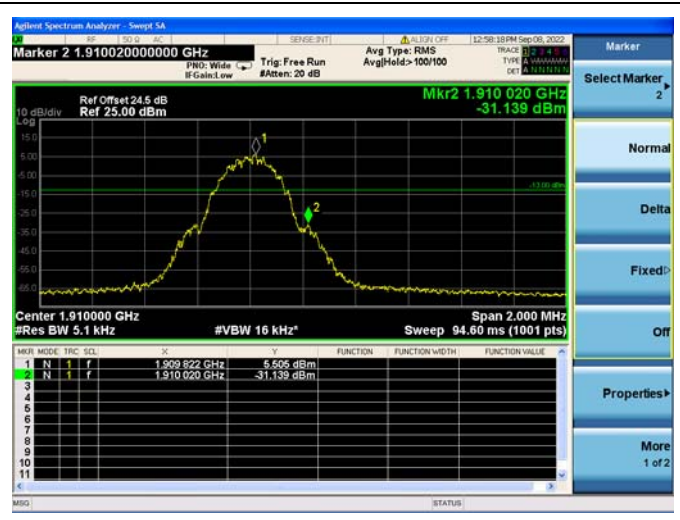 Agilent Spectrum Analyzer - Swept SA
RF 50 Ω AC SENSE:INT ALIGN OFF 12:58:18 PM Sep 08, 2022
Marker 2 1.910020000000 GHz
PNO: Wide
IFGain:Low
Trig: Free Run
#Atten: 20 dB
Avg Type: RMS
Avg|Hold:>100/100
TRACE 1 2 3 4 5 6
TYPE
DET A N N N N N
Marker
Select Marker
2
Normal
Delta
Fixed
Off
Properties
More
1 of 2
Ref Offset 24.5 dB
10 dB/div Ref 25.00 dBm
Log
Mkr2 1.910 020 GHz
-31.139 dBm
15.0
5.00
-5.00
-15.0
-25.0
-35.0
-45.0
-55.0
-65.0
1
2
-13.00 dBm
Center 1.910000 GHz Span 2.000 MHz
#Res BW 5.1 kHz #VBW 16 kHz* Sweep 94.60 ms (1001 pts)
MKR MODE TRC SCL X Y FUNCTION FUNCTION WIDTH FUNCTION VALUE
1 N 1 f 1.909 822 GHz 5.505 dBm
2 N 1 f 1.910 020 GHz -31.139 dBm
3
4
5
6
7
8
9
10
11
MSG STATUS